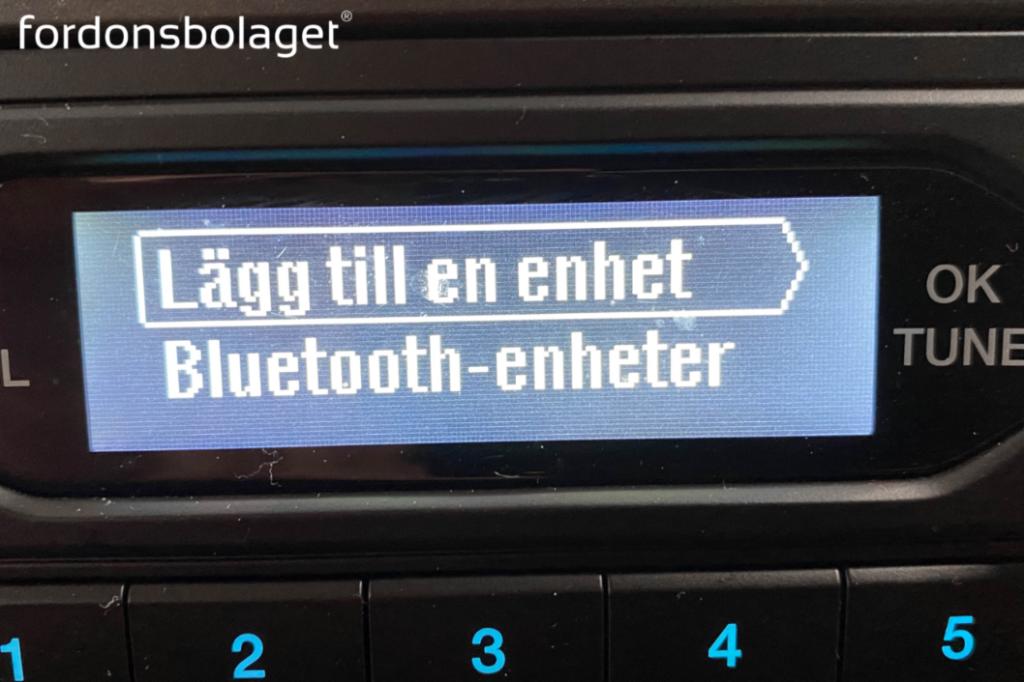 fordonsbolaget®
Lägg till en enhet
Bluetooth-enheter
OK
TUNE
L
1 2 3 4 5